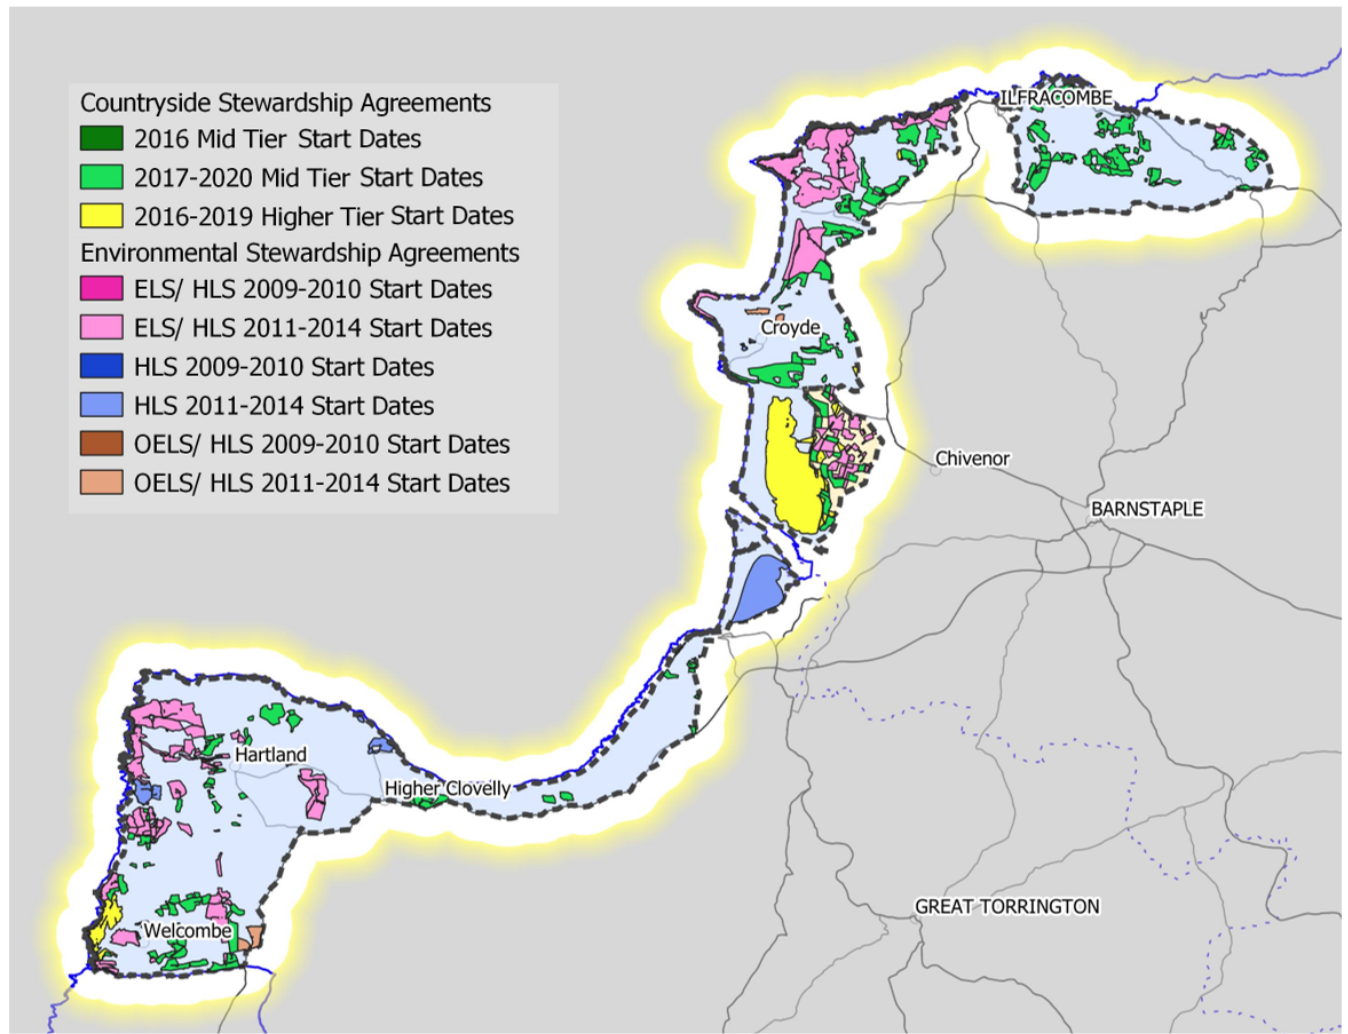 Countryside Stewardship Agreements
2016 Mid Tier Start Dates
2017-2020 Mid Tier Start Dates
2016-2019 Higher Tier Start Dates
Environmental Stewardship Agreements
ELS/ HLS 2009-2010 Start Dates
ELS/ HLS 2011-2014 Start Dates
HLS 2009-2010 Start Dates
HLS 2011-2014 Start Dates
OELS/ HLS 2009-2010 Start Dates
OELS/ HLS 2011-2014 Start Dates
ILFRACOMBE
Croyde
Chivenor
BARNSTAPLE
Hartland
Higher Clovelly
GREAT TORRINGTON
Welcombe